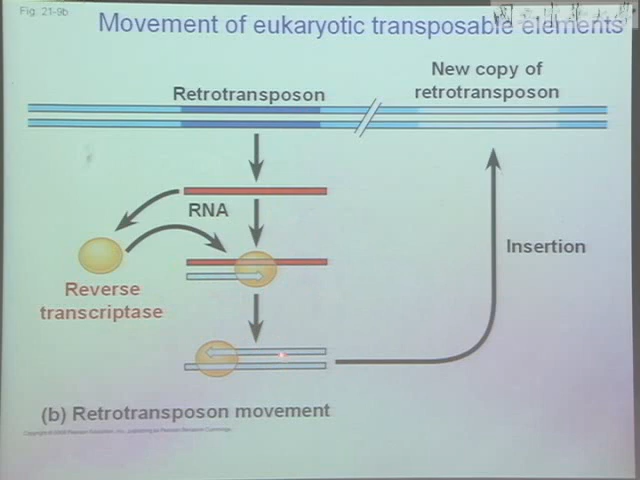 Fig. 21-9b
Movement of eukaryotic transposable elements
New copy of
retrotransposon
Retrotransposon
RNA
Insertion
Reverse
transcriptase
(b) Retrotransposon movement